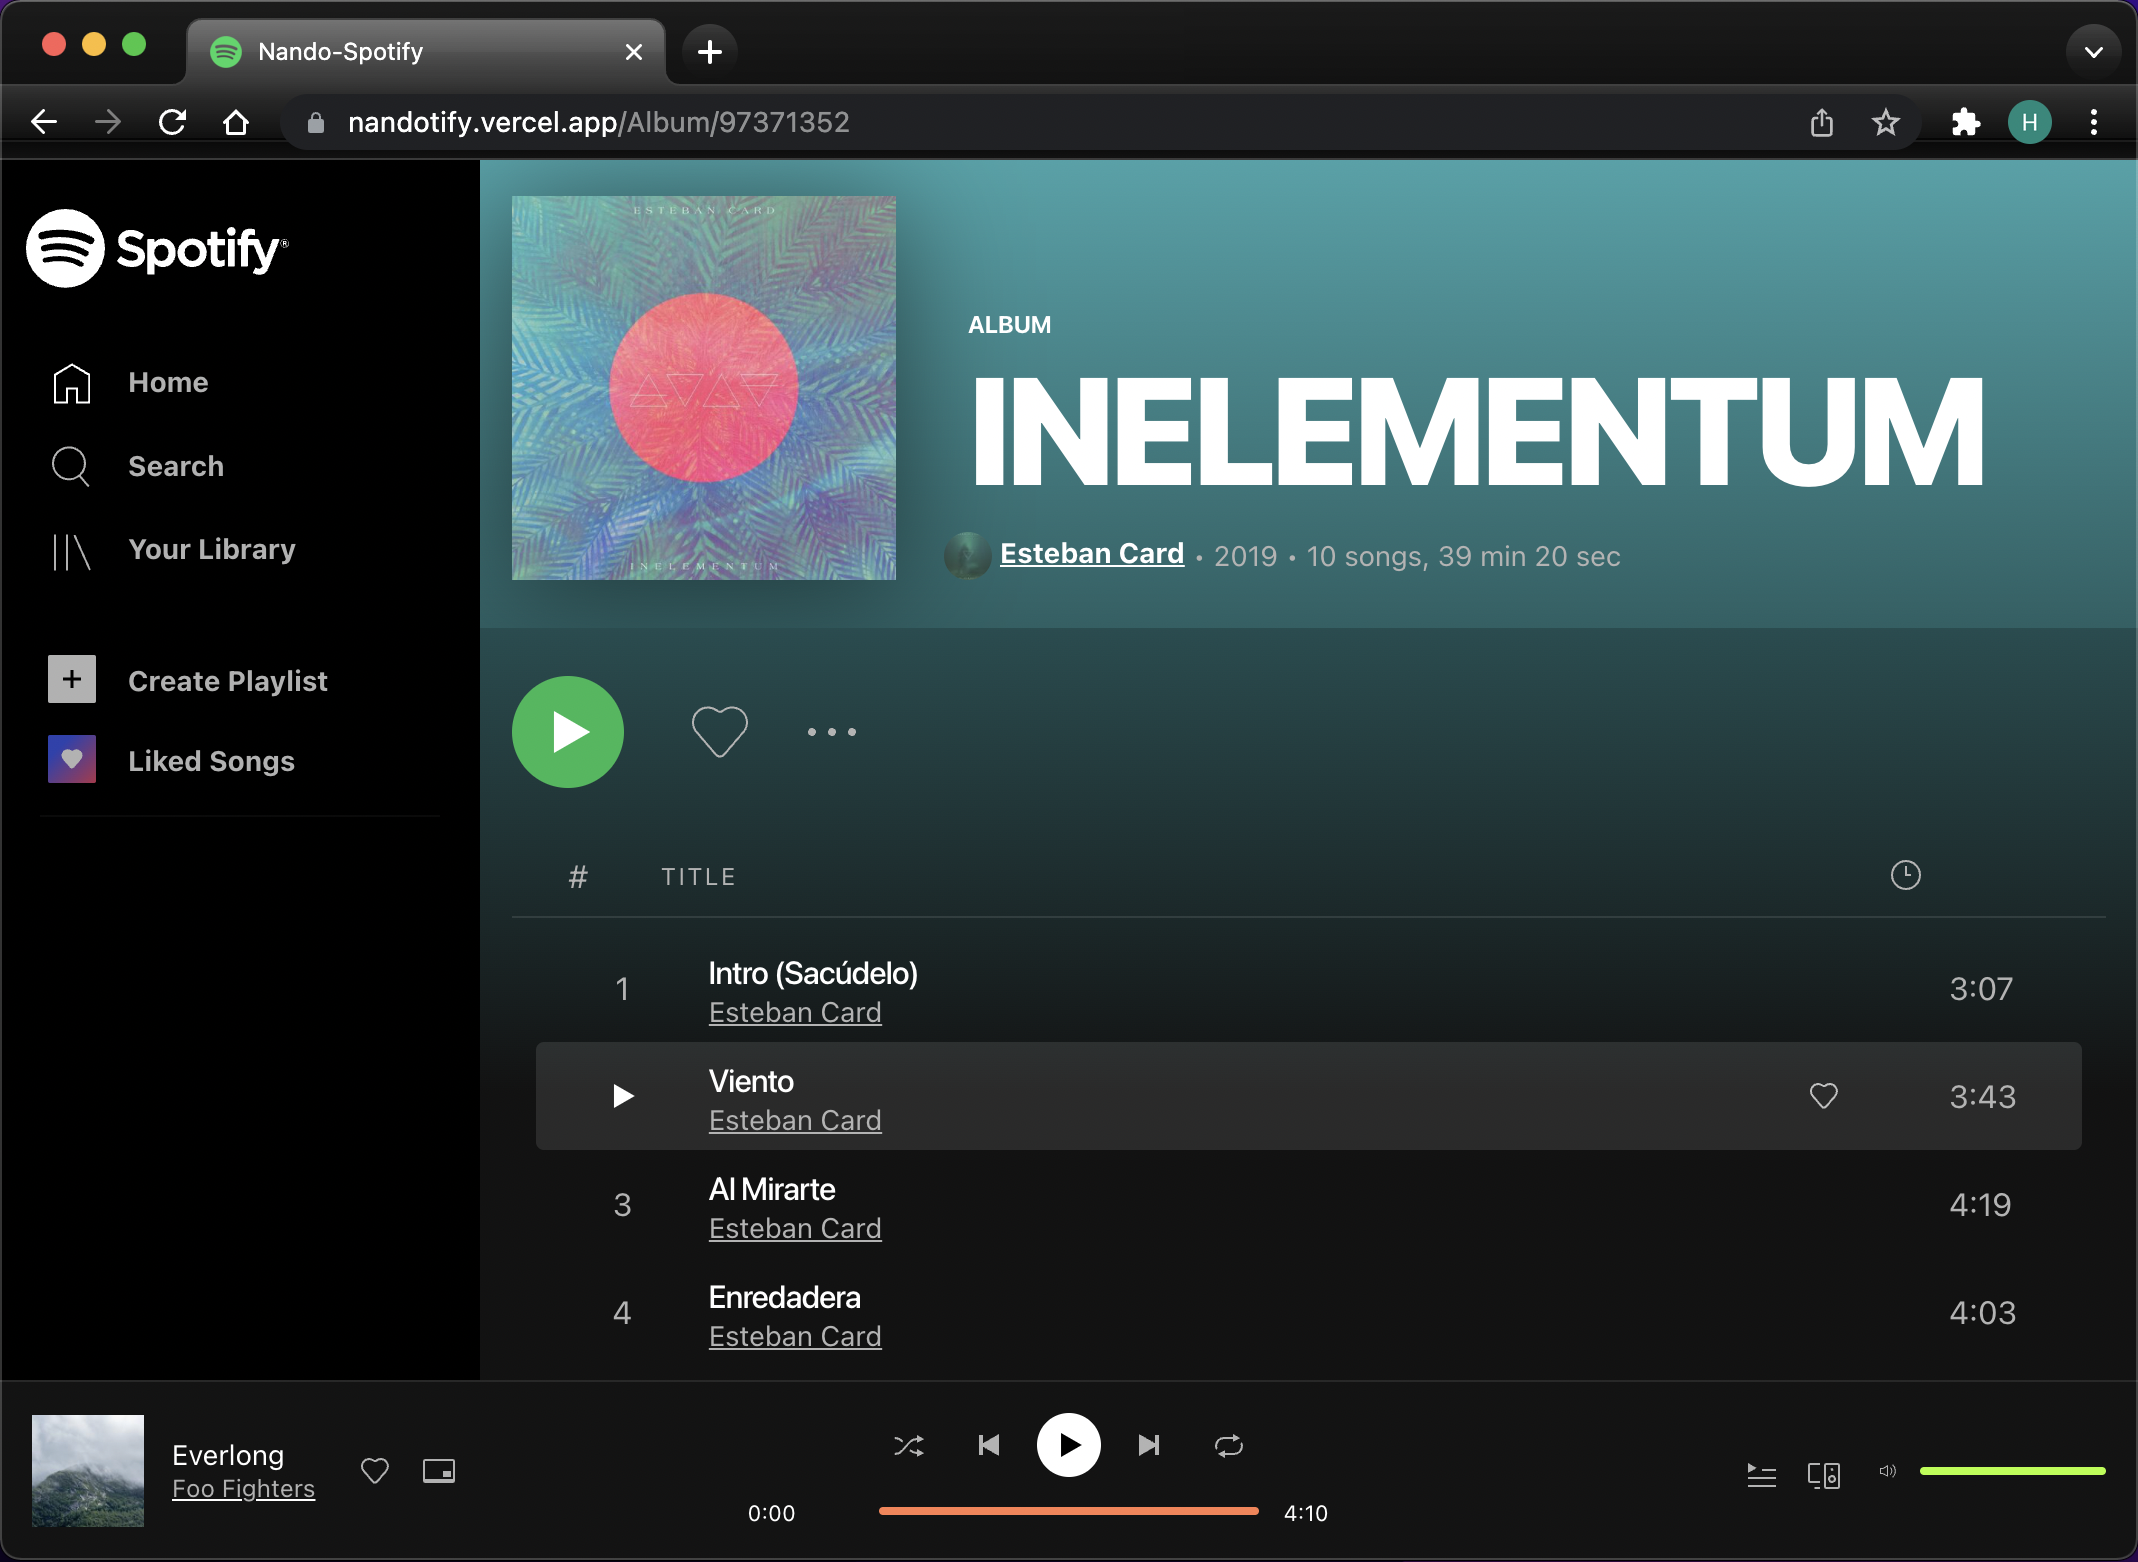 Nando-Spotify
nandotify.vercel.app/Album/97371352
H
Spotify®
Home
Search
Your Library
Create Playlist
Liked Songs
ESTEBAN CARD
INELEMENTUM
ALBUM
INELEMENTUM
Esteban Card • 2019 • 10 songs, 39 min 20 sec
# TITLE
1 Intro (Sacúdelo) 3:07
Esteban Card
Viento 3:43
Esteban Card
3 Al Mirarte 4:19
Esteban Card
4 Enredadera 4:03
Esteban Card
Everlong
Foo Fighters
0:00 4:10